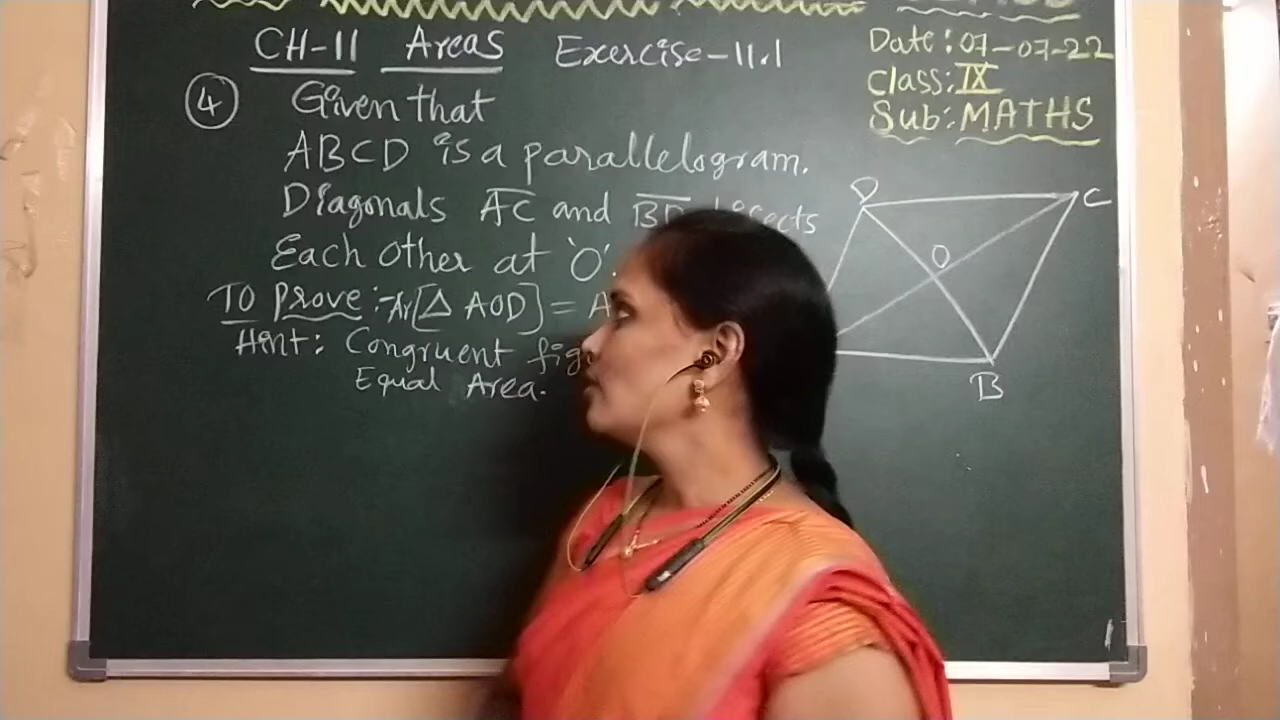 CH-11 Areas Exercise-11.1
Date: 07-07-22
Class: IX
Sub: MATHS
④ Given that
ABCD is a parallelogram.
Diagonals AC and BD
Each other at 'O'.
To prove:- Ar[△ AOD] = A
Hint: Congruent
Equal Area.
D
C
O
B